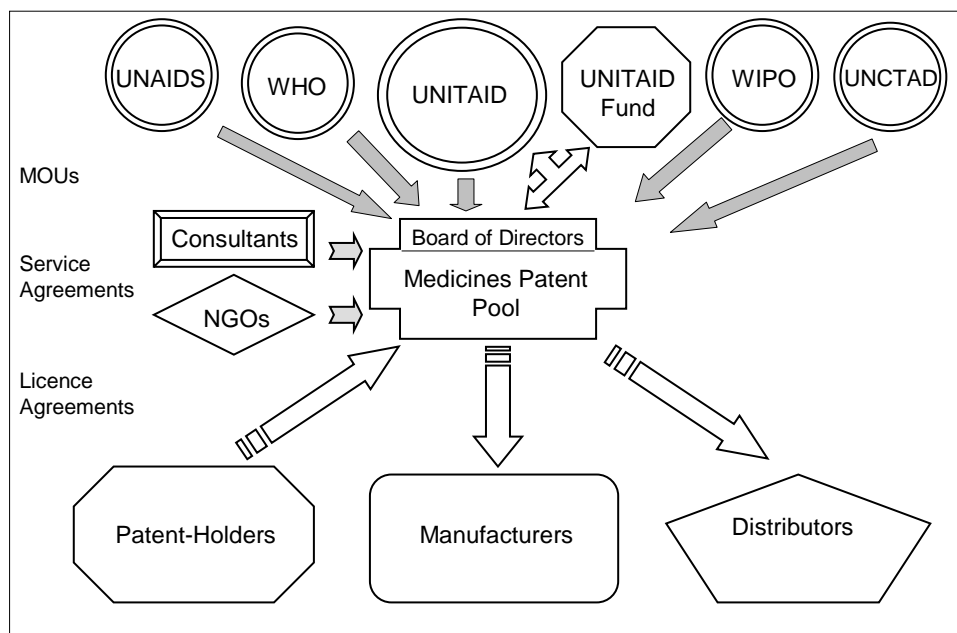 UNAIDS
WHO
UNITAID
UNITAID
Fund
WIPO
UNCTAD
MOUs
Consultants
Board of Directors
Service
Agreements
Medicines Patent
Pool
NGOs
Licence
Agreements
Patent-Holders
Manufacturers
Distributors